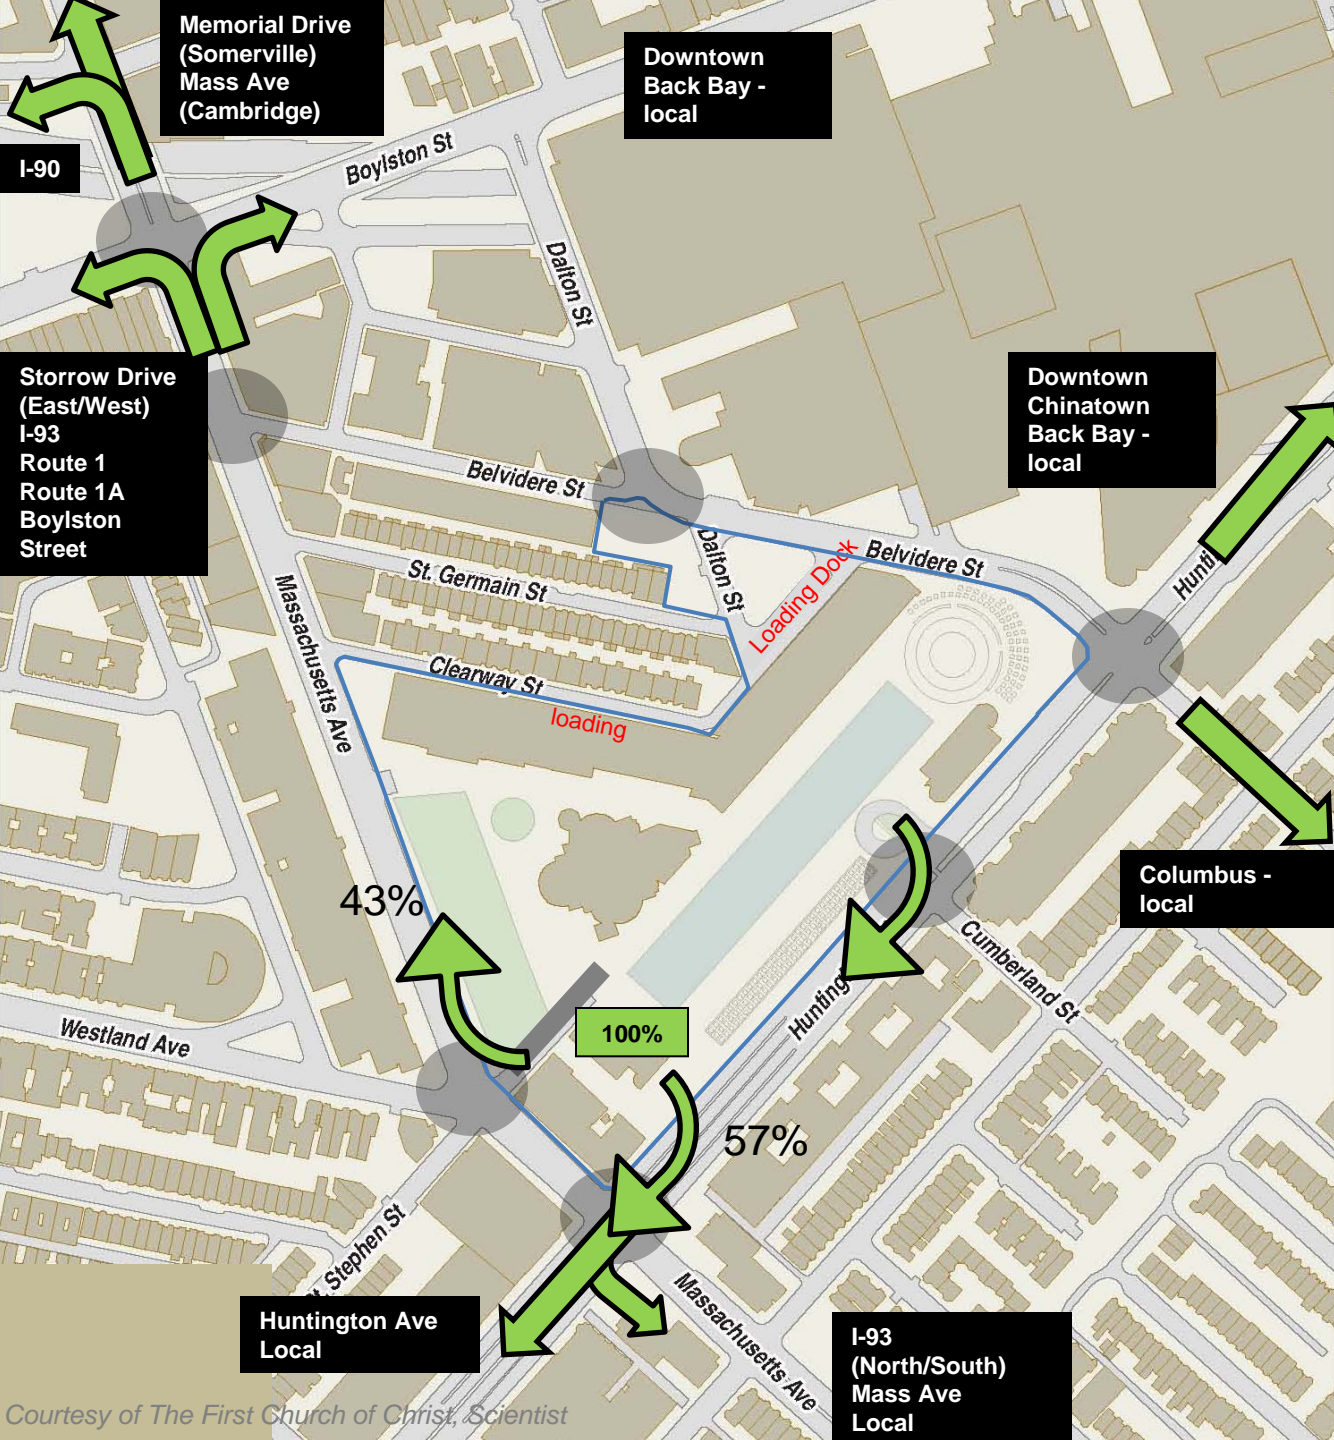 Memorial Drive
(Somerville)
Mass Ave
(Cambridge)
Downtown
Back Bay -
local
I-90
Boylston St
Dalton St
Storrow Drive
(East/West)
I-93
Route 1
Route 1A
Boylston
Street
Downtown
Chinatown
Back Bay -
local
Belvidere St
Dalton St
Loading Dock
Belvidere St
Hunti
St. Germain St
Massachusetts Ave
Clearway St
loading
Columbus -
local
43%
Cumberland St
Hunting
100%
Westland Ave
57%
St. Stephen St
Massachusetts Ave
Huntington Ave
Local
I-93
(North/South)
Mass Ave
Local
Courtesy of The First Church of Christ, Scientist